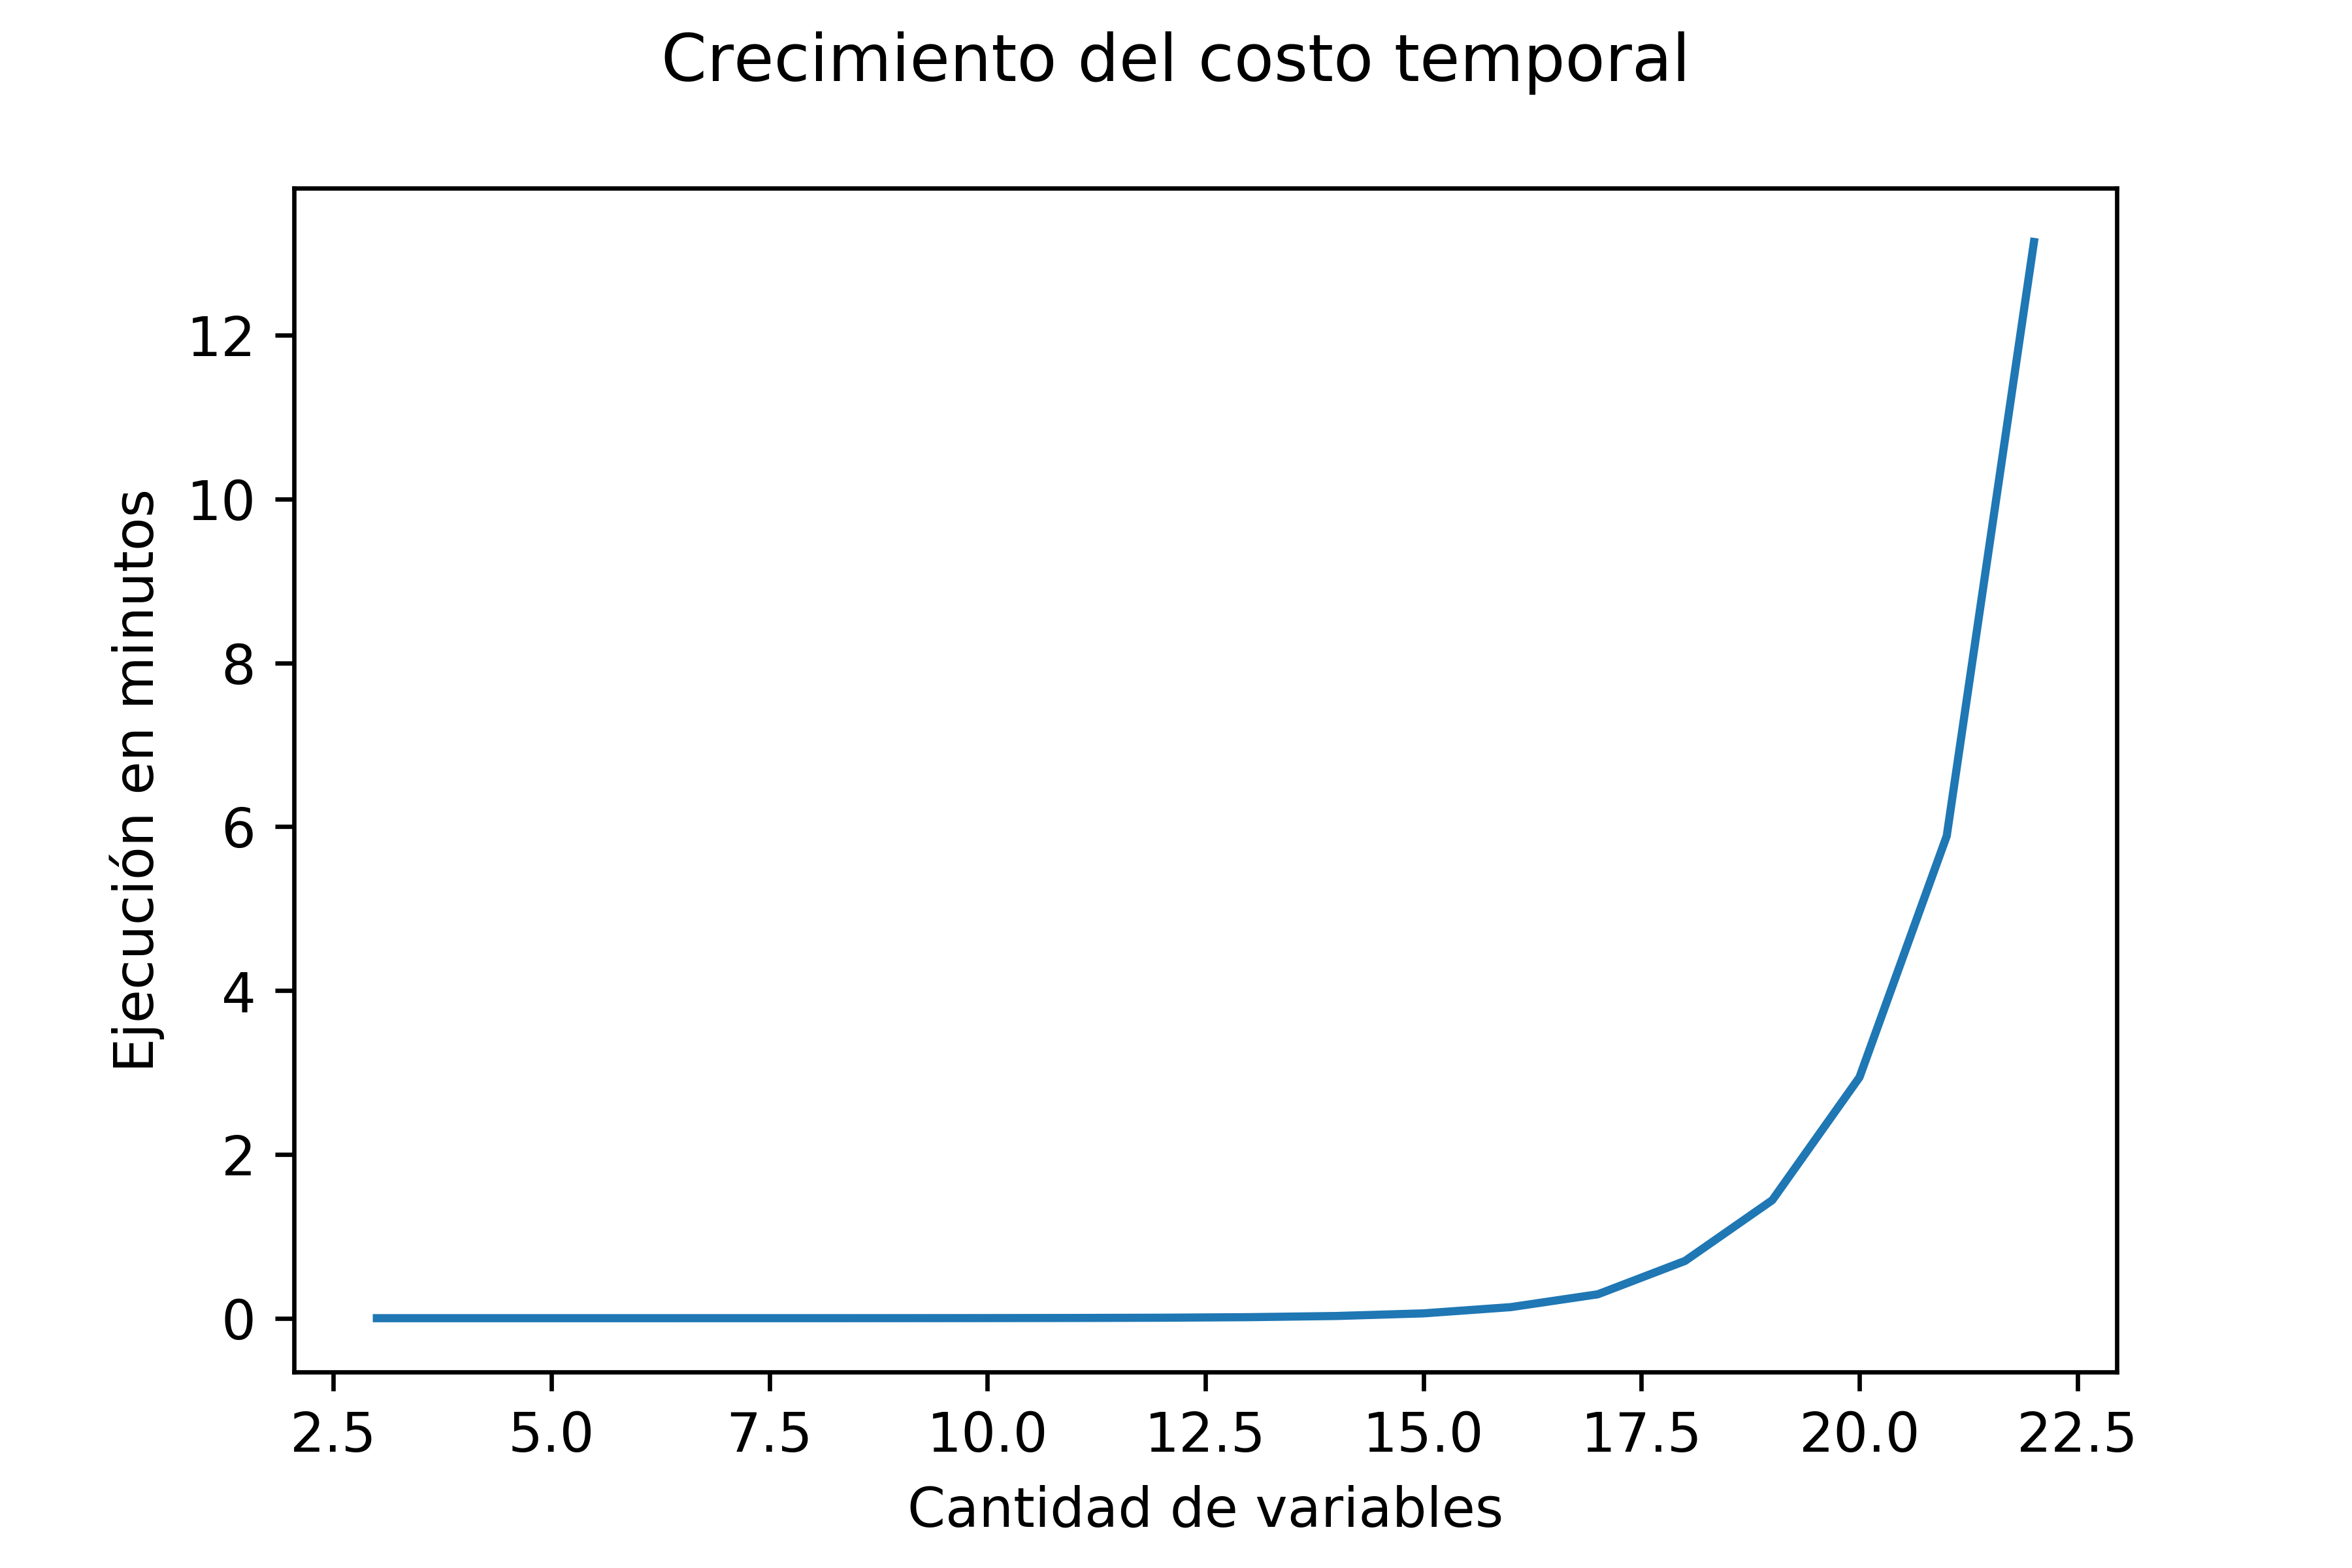 Crecimiento del costo temporal
Ejecución en minutos
12
10
8
6
4
2
0
2.5 5.0 7.5 10.0 12.5 15.0 17.5 20.0 22.5
Cantidad de variables